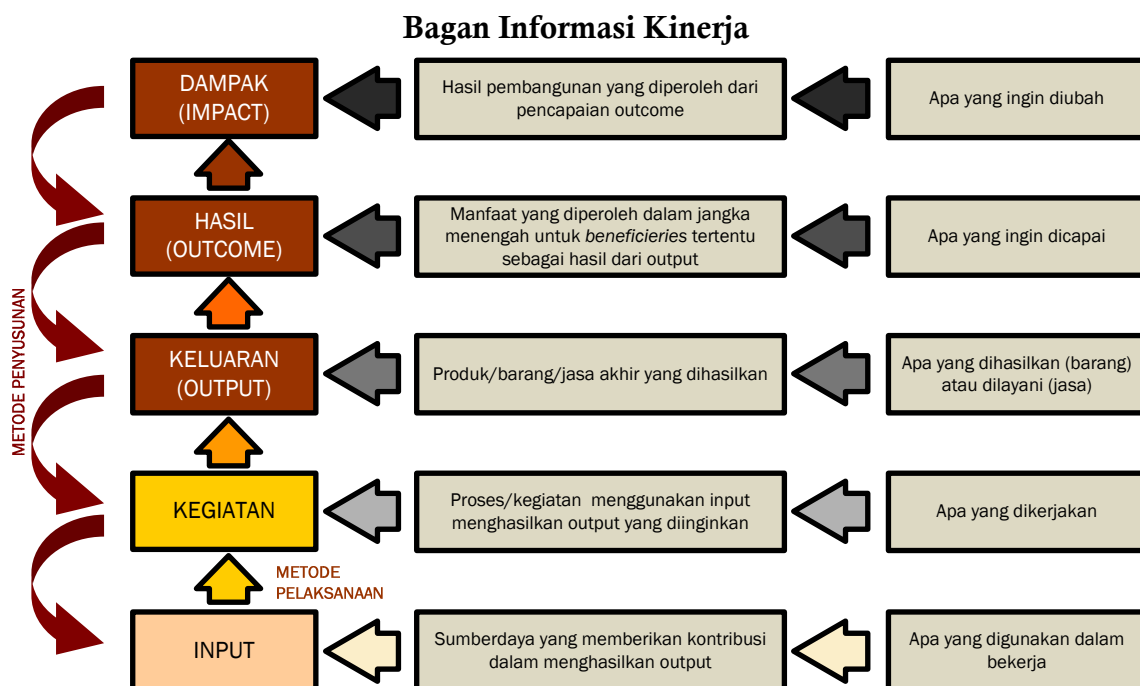 Bagan Informasi Kinerja
DAMPAK
(IMPACT)
Hasil pembangunan yang diperoleh dari
pencapaian outcome
Apa yang ingin diubah
HASIL
(OUTCOME)
Manfaat yang diperoleh dalam jangka
menengah untuk beneficieries tertentu
sebagai hasil dari output
Apa yang ingin dicapai
METODE PENYUSUNAN
KELUARAN
(OUTPUT)
Produk/barang/jasa akhir yang dihasilkan
Apa yang dihasilkan (barang)
atau dilayani (jasa)
KEGIATAN
Proses/kegiatan menggunakan input
menghasilkan output yang diinginkan
Apa yang dikerjakan
METODE
PELAKSANAAN
INPUT
Sumberdaya yang memberikan kontribusi
dalam menghasilkan output
Apa yang digunakan dalam
bekerja